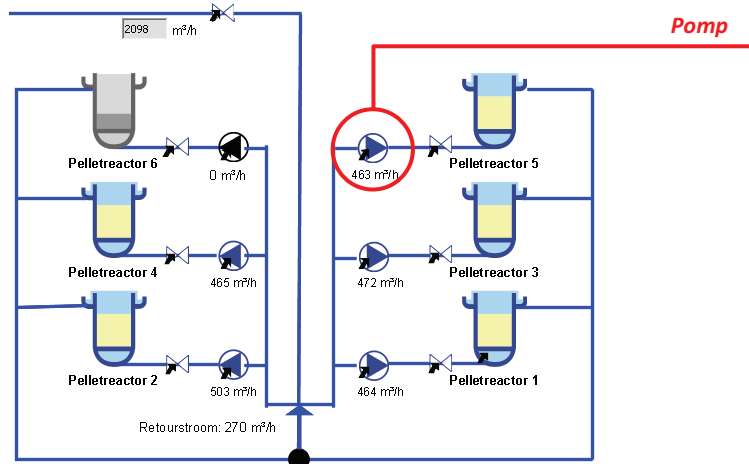 Pomp
2098 m³/h
Pelletreactor 6
0 m³/h
463 m³/h
Pelletreactor 5
Pelletreactor 4
465 m³/h
472 m³/h
Pelletreactor 3
Pelletreactor 2
503 m³/h
464 m³/h
Pelletreactor 1
Retourstroom: 270 m³/h